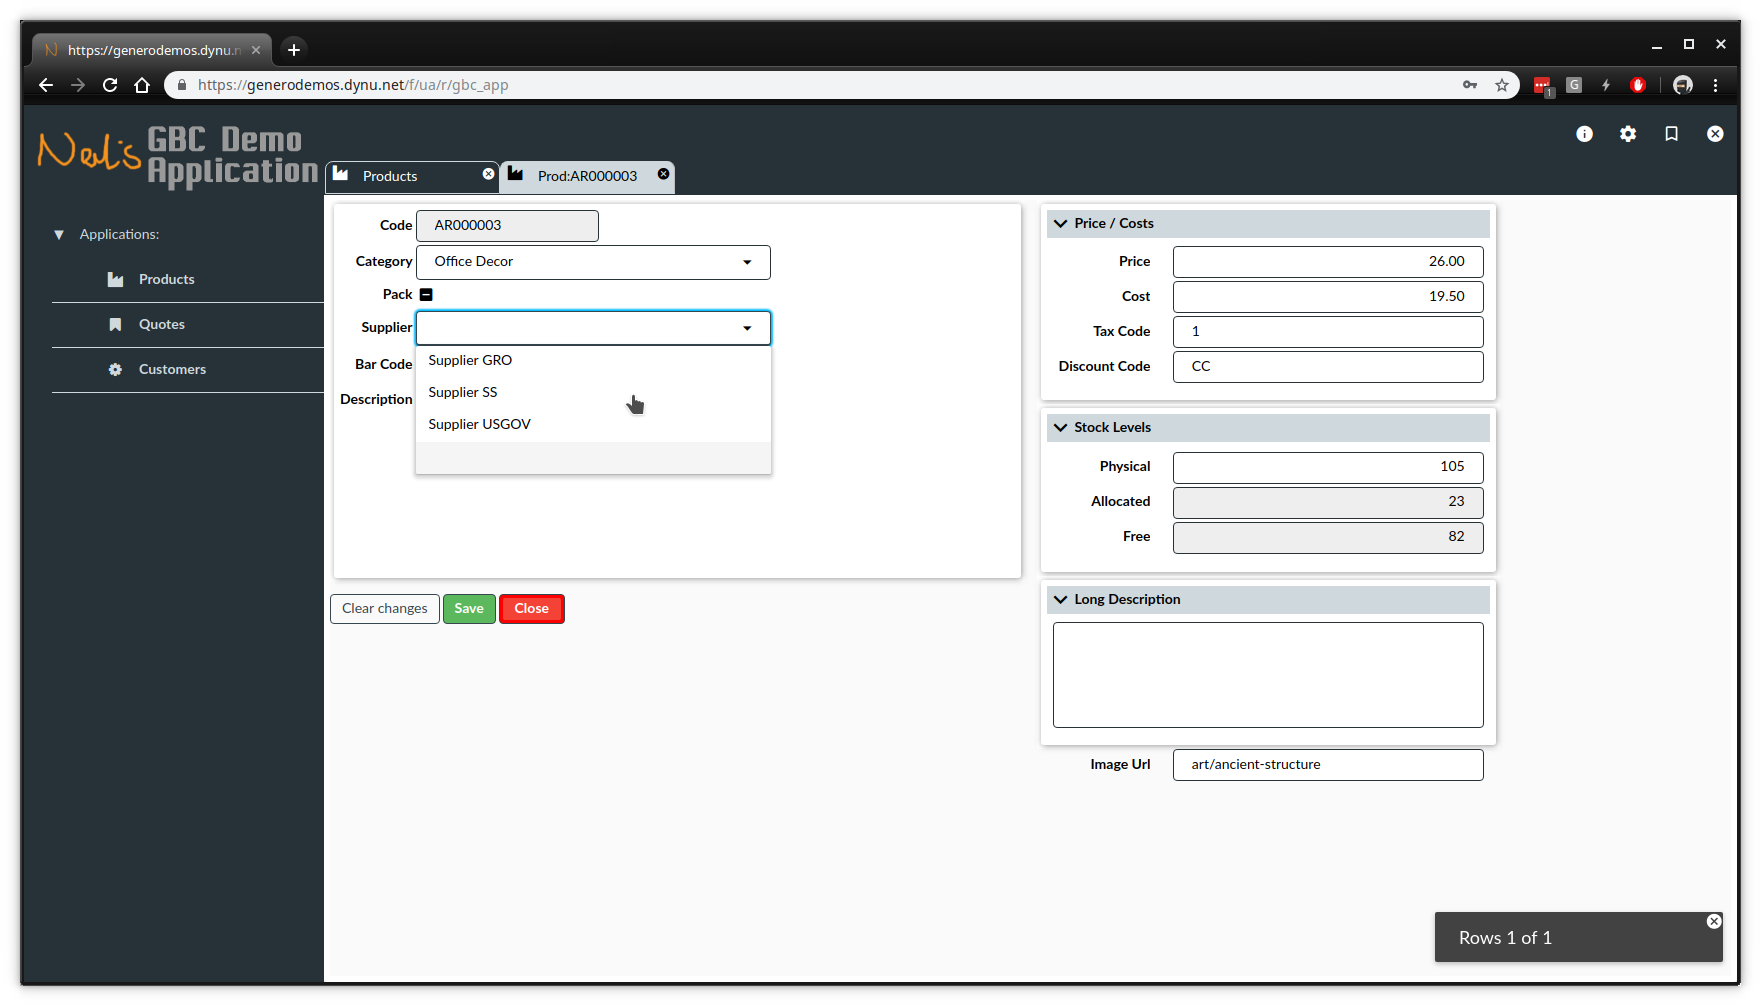 https://generodemos.dynu.n
https://generodemos.dynu.net/f/ua/r/gbc_app
1
G
Neil's GBC Demo
Application
Products
Prod:AR000003
Applications:
Products
Quotes
Customers
Code AR000003
Category Office Decor
Pack
Supplier
Supplier GRO
Supplier SS
Supplier USGOV
Bar Code
Description
Clear changes Save Close
Price / Costs
Price 26.00
Cost 19.50
Tax Code 1
Discount Code CC
Stock Levels
Physical 105
Allocated 23
Free 82
Long Description
Image Url art/ancient-structure
Rows 1 of 1